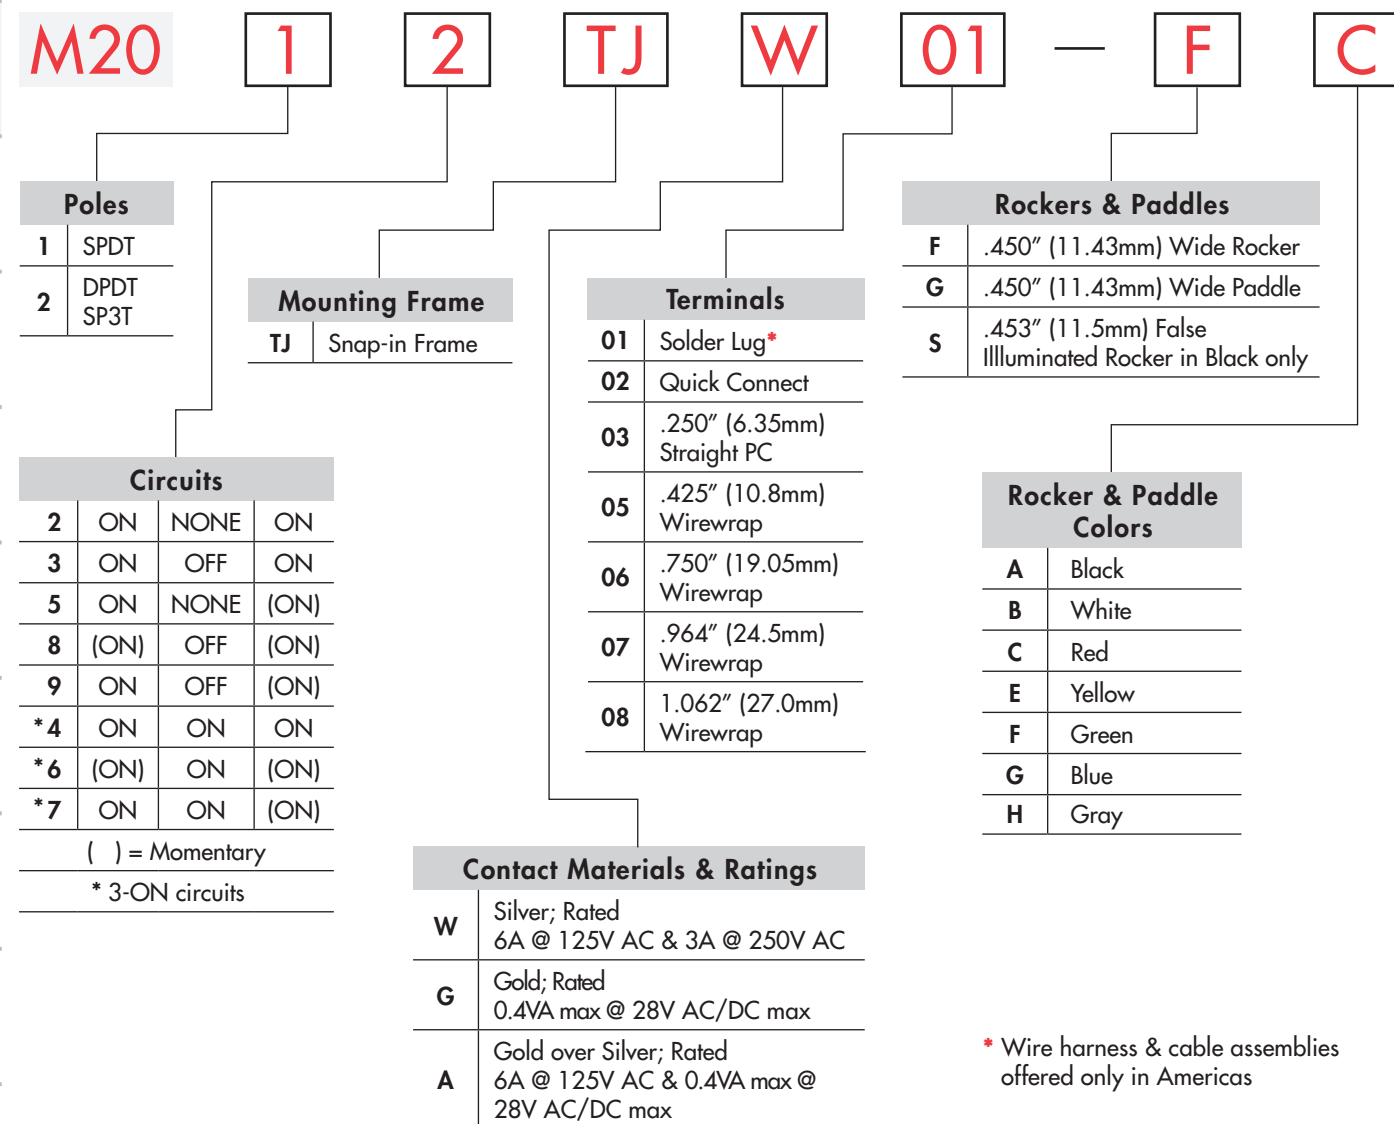 M20 1 2 TJ W 01 — F C
Poles
1 SPDT
2 DPDT
SP3T
Mounting Frame
TJ Snap-in Frame
Circuits
2 ON NONE ON
3 ON OFF ON
5 ON NONE (ON)
8 (ON) OFF (ON)
9 ON OFF (ON)
*4 ON ON ON
*6 (ON) ON (ON)
*7 ON ON (ON)
( ) = Momentary
* 3-ON circuits
Terminals
01 Solder Lug*
02 Quick Connect
03 .250” (6.35mm)
Straight PC
05 .425” (10.8mm)
Wirewrap
06 .750” (19.05mm)
Wirewrap
07 .964” (24.5mm)
Wirewrap
08 1.062” (27.0mm)
Wirewrap
Contact Materials & Ratings
W Silver; Rated
6A @ 125V AC & 3A @ 250V AC
G Gold; Rated
0.4VA max @ 28V AC/DC max
A Gold over Silver; Rated
6A @ 125V AC & 0.4VA max @
28V AC/DC max
Rockers & Paddles
F .450” (11.43mm) Wide Rocker
G .450” (11.43mm) Wide Paddle
S .453” (11.5mm) False
Illluminated Rocker in Black only
Rocker & Paddle
Colors
A Black
B White
C Red
E Yellow
F Green
G Blue
H Gray
* Wire harness & cable assemblies
offered only in Americas